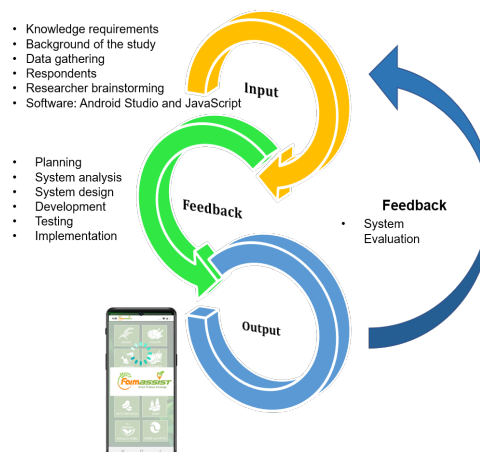 Knowledge requirements
Background of the study
Data gathering
Respondents
Researcher brainstorming
Software: Android Studio and JavaScript
Input
Planning
System analysis
System design
Development
Testing
Implementation
Feedback
Feedback
System
Evaluation
Output
FarmASSIST